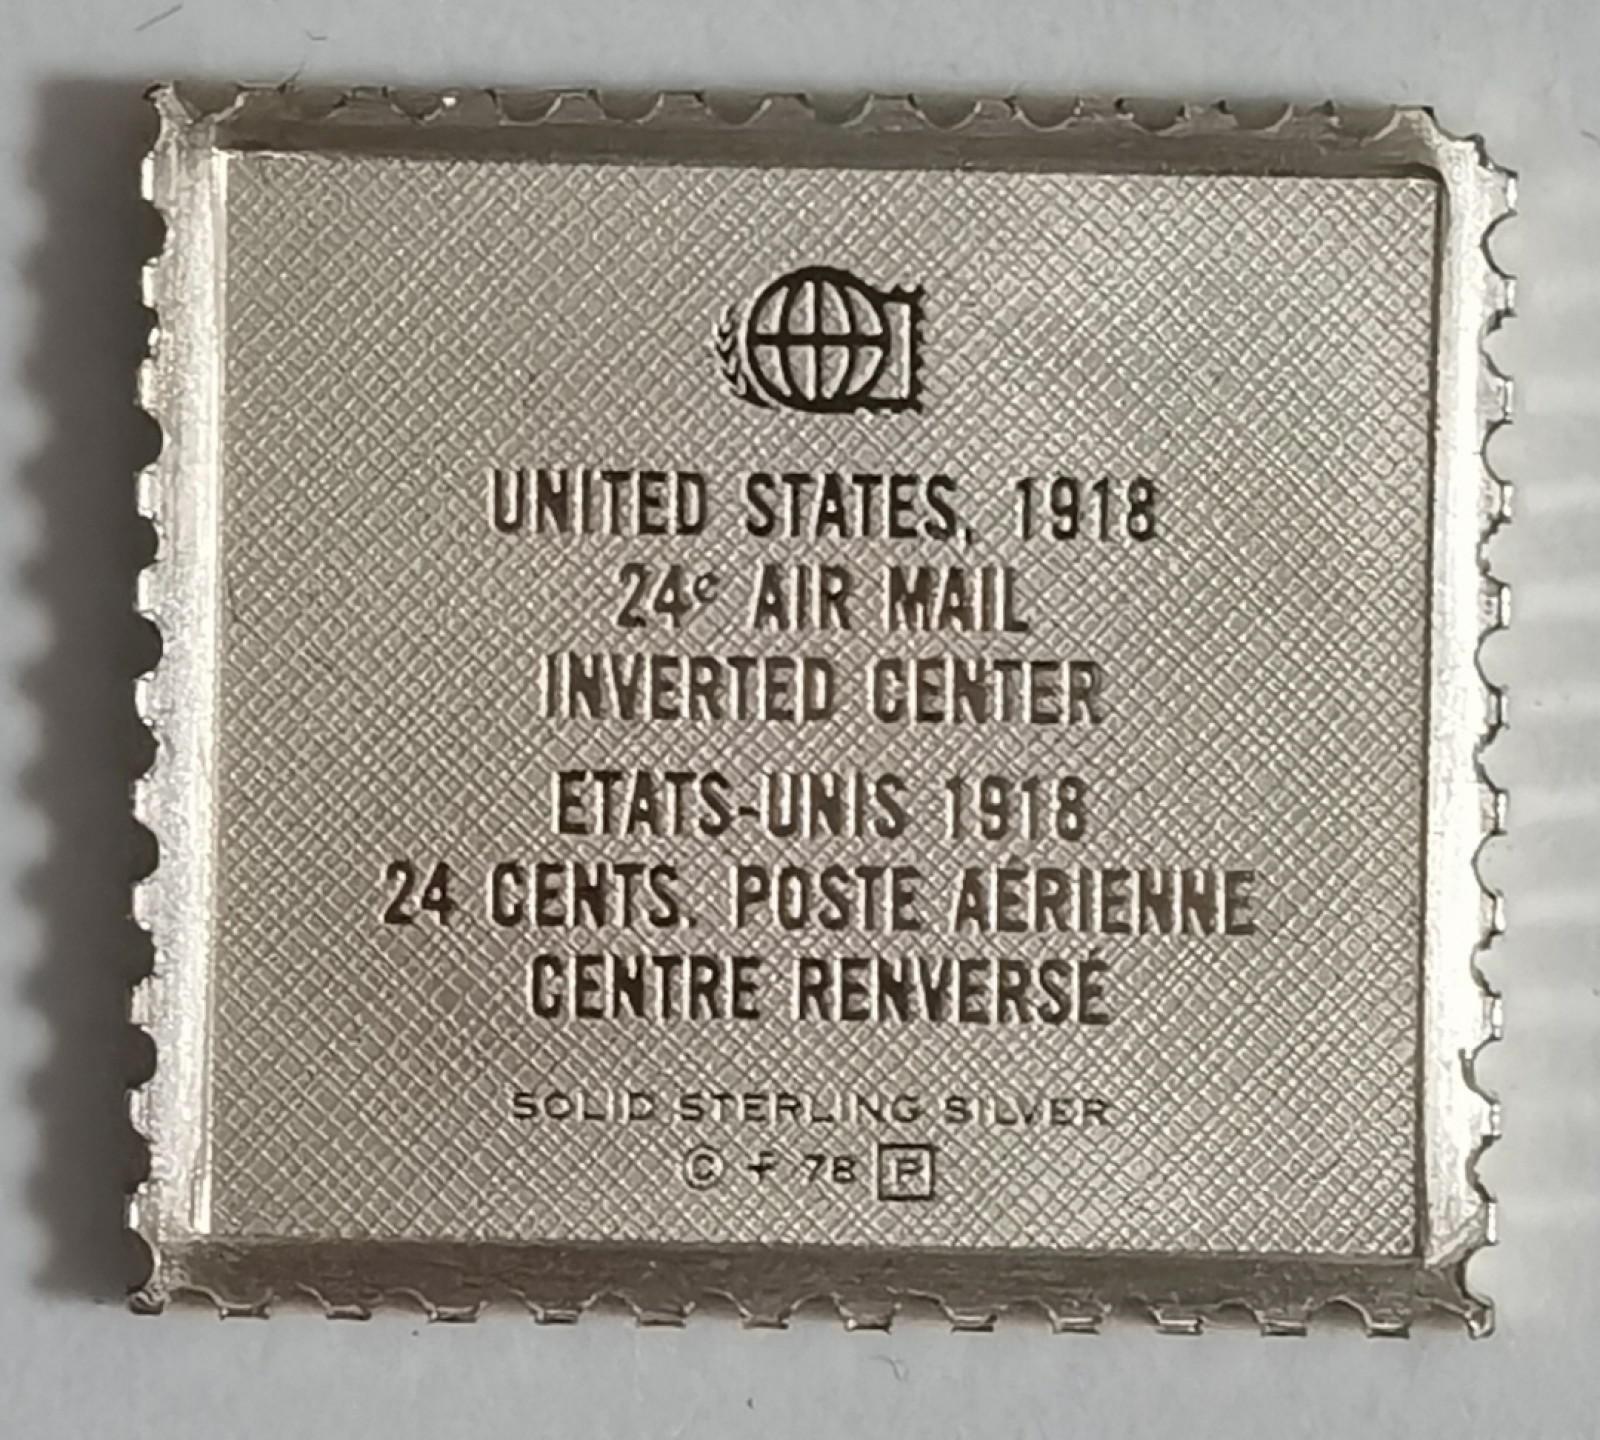 UNITED STATES, 1918
24c AIR MAIL
INVERTED CENTER
ETATS-UNIS 1918
24 CENTS. POSTE AÉRIENNE
CENTRE RENVERSÉ
SOLID STERLING SILVER
© f 78 P